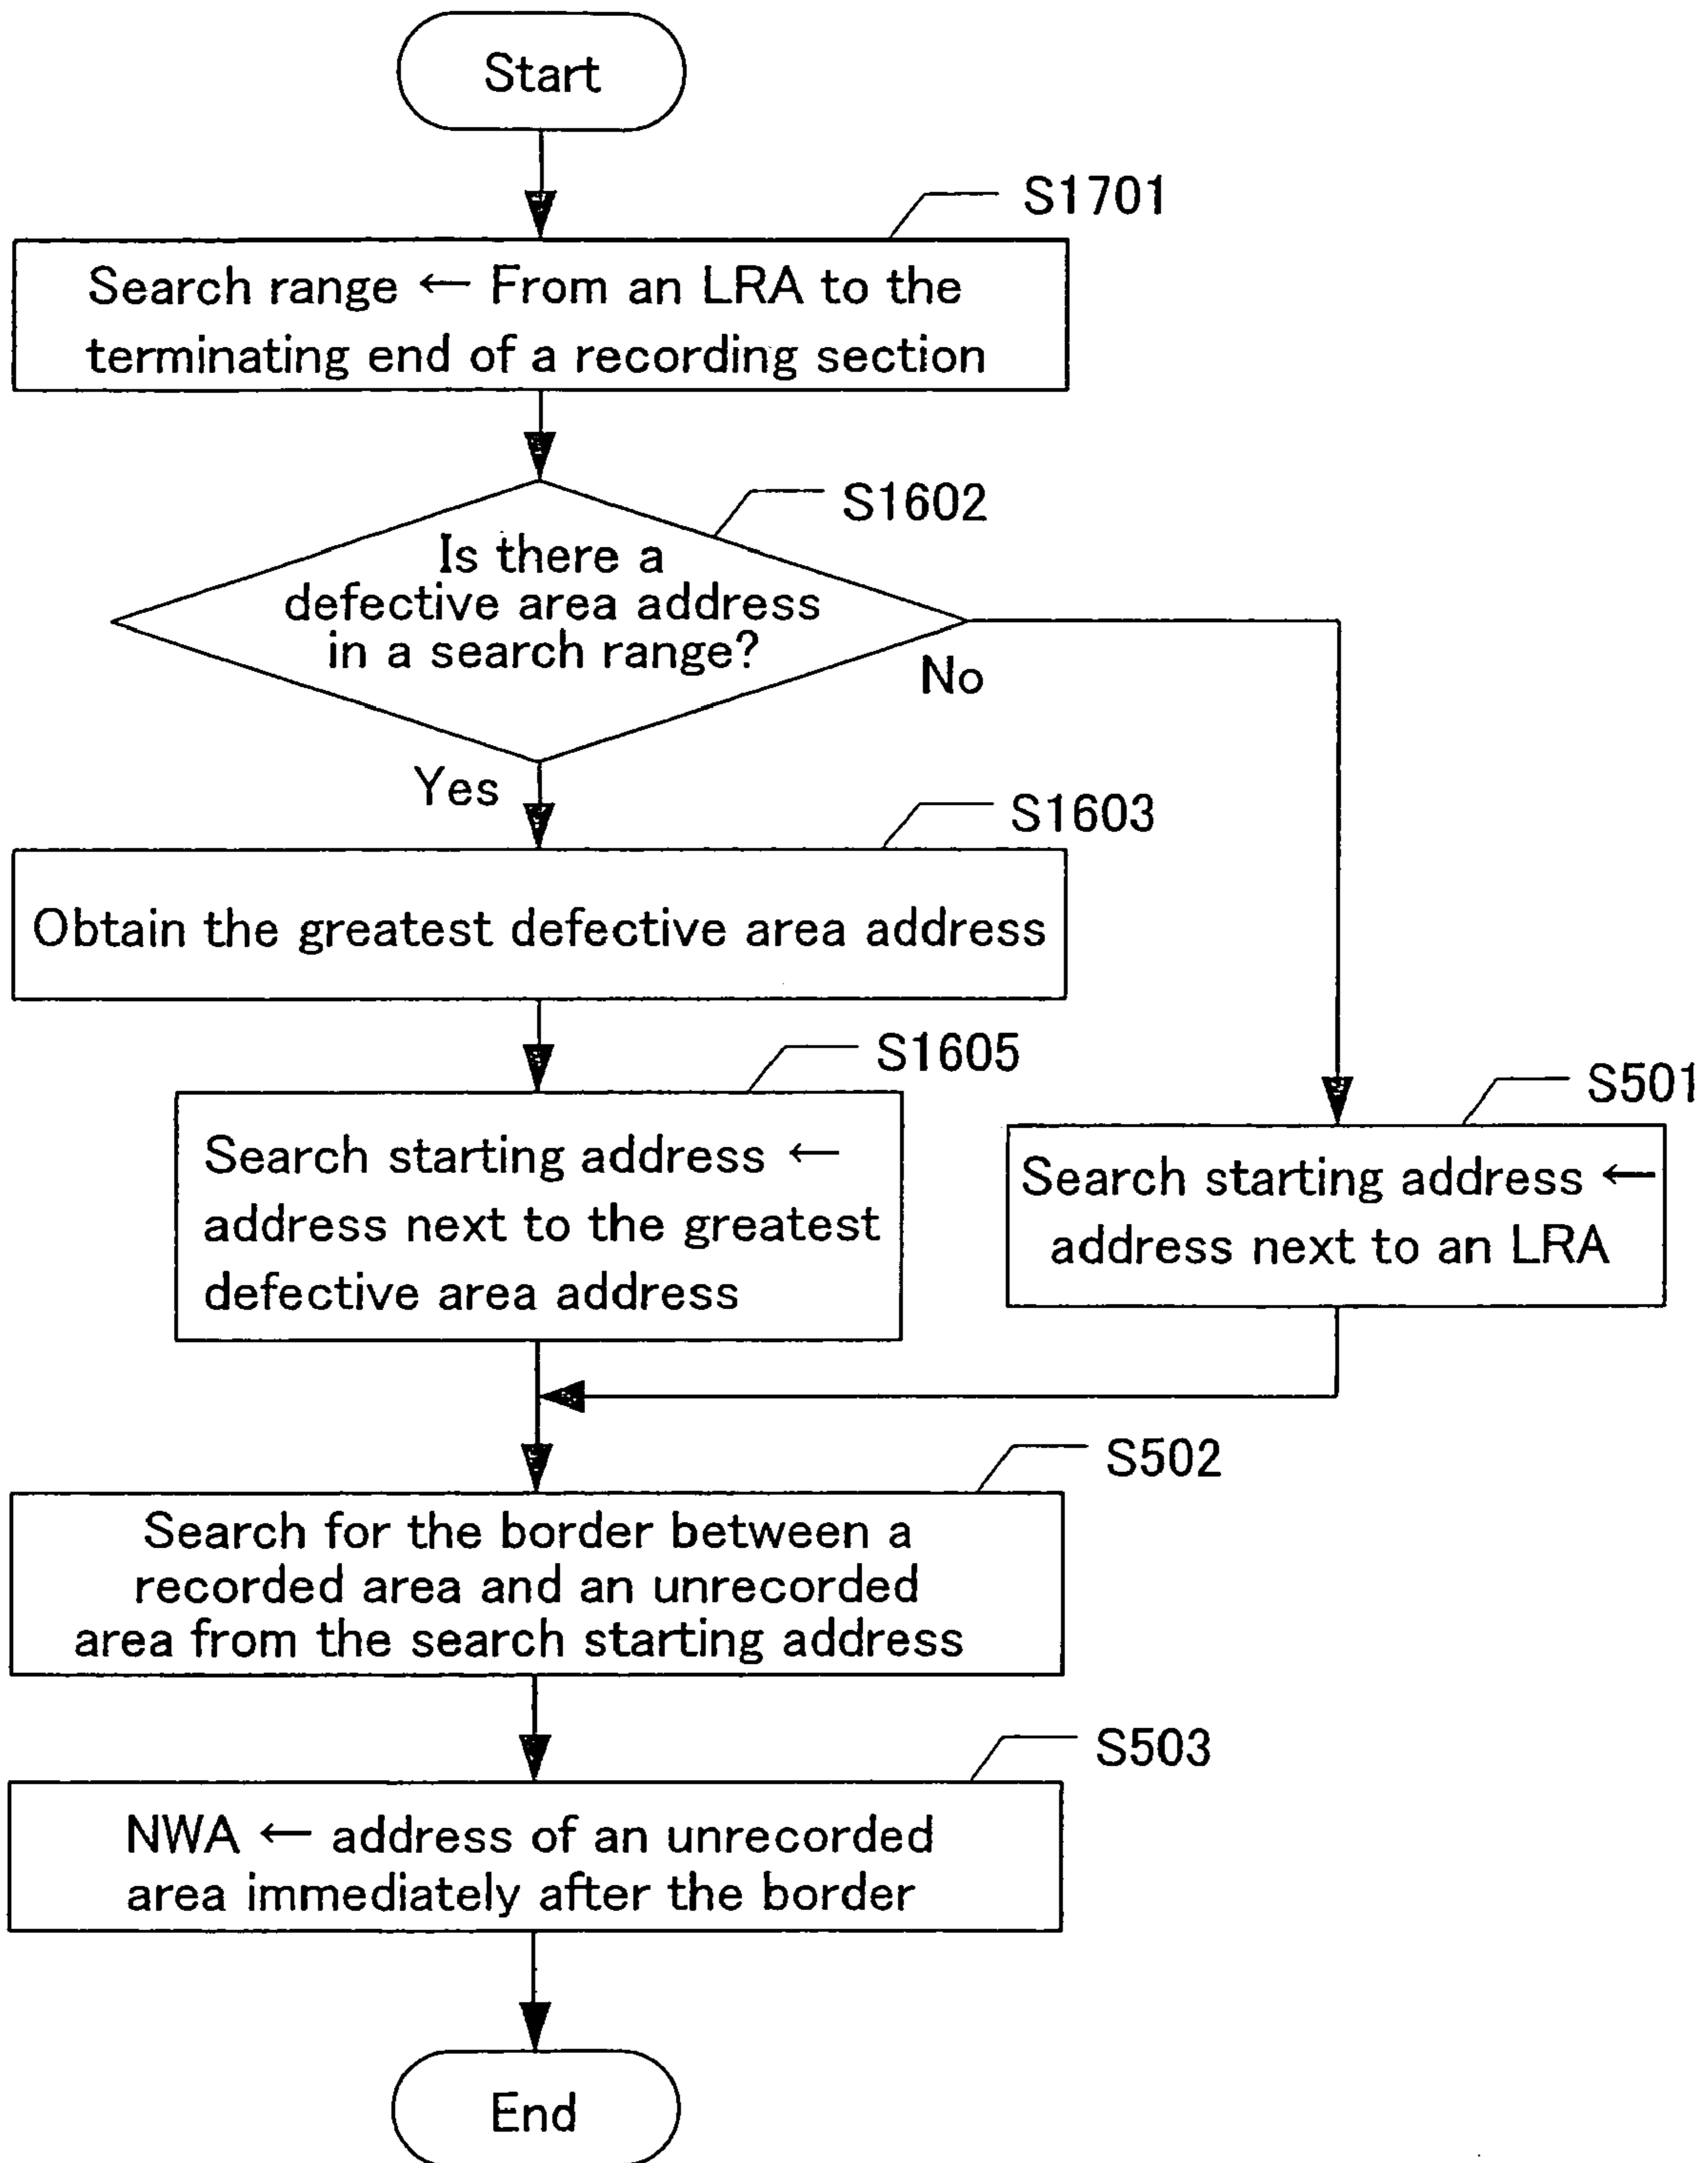 Start
S1701
Search range ← From an LRA to the
terminating end of a recording section
S1602
Is there a
defective area address
in a search range?
No
Yes
S1603
Obtain the greatest defective area address
S1605
Search starting address ←
address next to the greatest
defective area address
S501
Search starting address ←
address next to an LRA
S502
Search for the border between a
recorded area and an unrecorded
area from the search starting address
S503
NWA ← address of an unrecorded
area immediately after the border
End